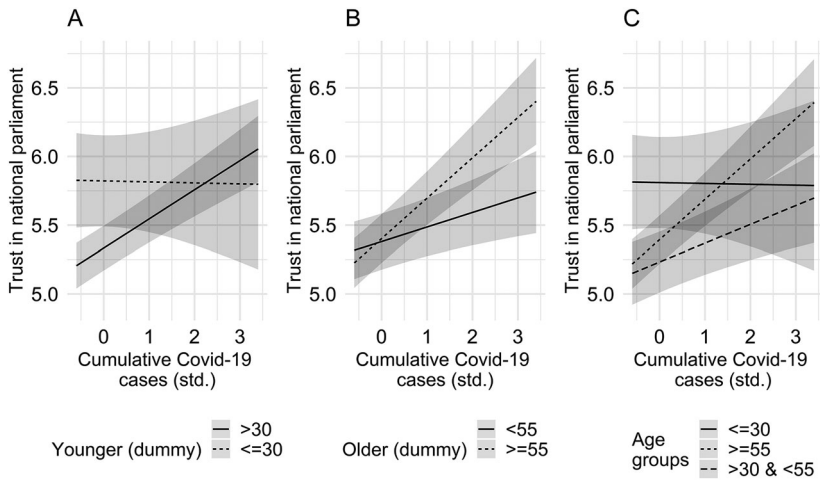 A
Trust in national parliament
6.5
6.0
5.5
5.0
0 1 2 3
Cumulative Covid-19
cases (std.)
Younger (dummy)
>30
<=30
B
Trust in national parliament
6.5
6.0
5.5
5.0
0 1 2 3
Cumulative Covid-19
cases (std.)
Older (dummy)
<55
>=55
C
Trust in national parliament
6.5
6.0
5.5
5.0
0 1 2 3
Cumulative Covid-19
cases (std.)
Age
groups
<=30
>=55
>30 & <55